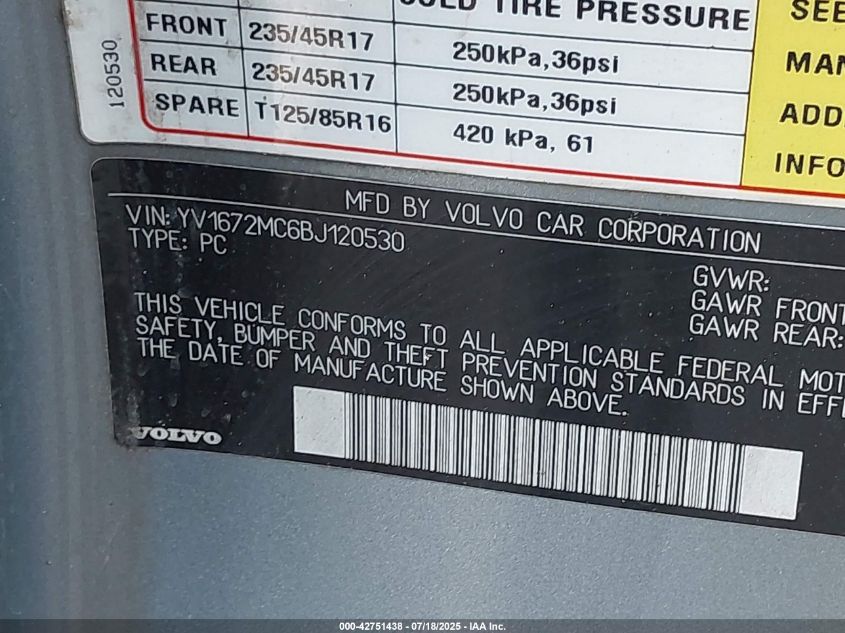 COLD TIRE PRESSURE
FRONT 235/45R17 250kPa,36psi
REAR 235/45R17 250kPa,36psi
SPARE T125/85R16 420 kPa, 61
120530
SEE
MAN
ADD
INFO
MFD BY VOLVO CAR CORPORATION
VIN: YV1672MC6BJ120530
TYPE: PC
GVWR:
GAWR FRONT
GAWR REAR:
THIS VEHICLE CONFORMS TO ALL APPLICABLE FEDERAL MOT
SAFETY, BUMPER AND THEFT PREVENTION STANDARDS IN EFF
THE DATE OF MANUFACTURE SHOWN ABOVE.
VOLVO
000-42751438 - 07/18/2025 - IAA Inc.